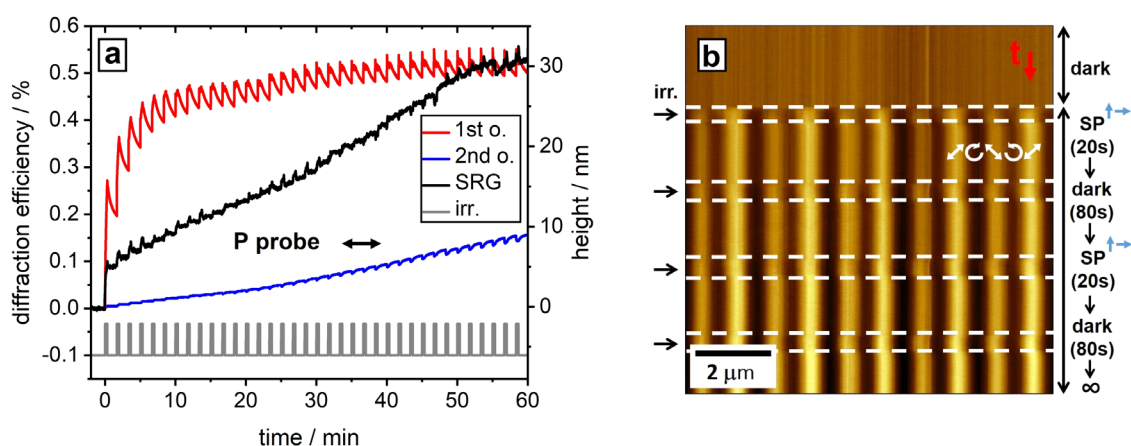 a
diffraction efficiency / %
0.6
0.5
0.4
0.3
0.2
0.1
0.0
-0.1
1st o.
2nd o.
SRG
irr.
P probe
30
20
10
0
height / nm
0 10 20 30 40 50 60
time / min
b
t
irr.
dark
SP
(20s)
dark
(80s)
SP
(20s)
dark
(80s)
∞
2 μm